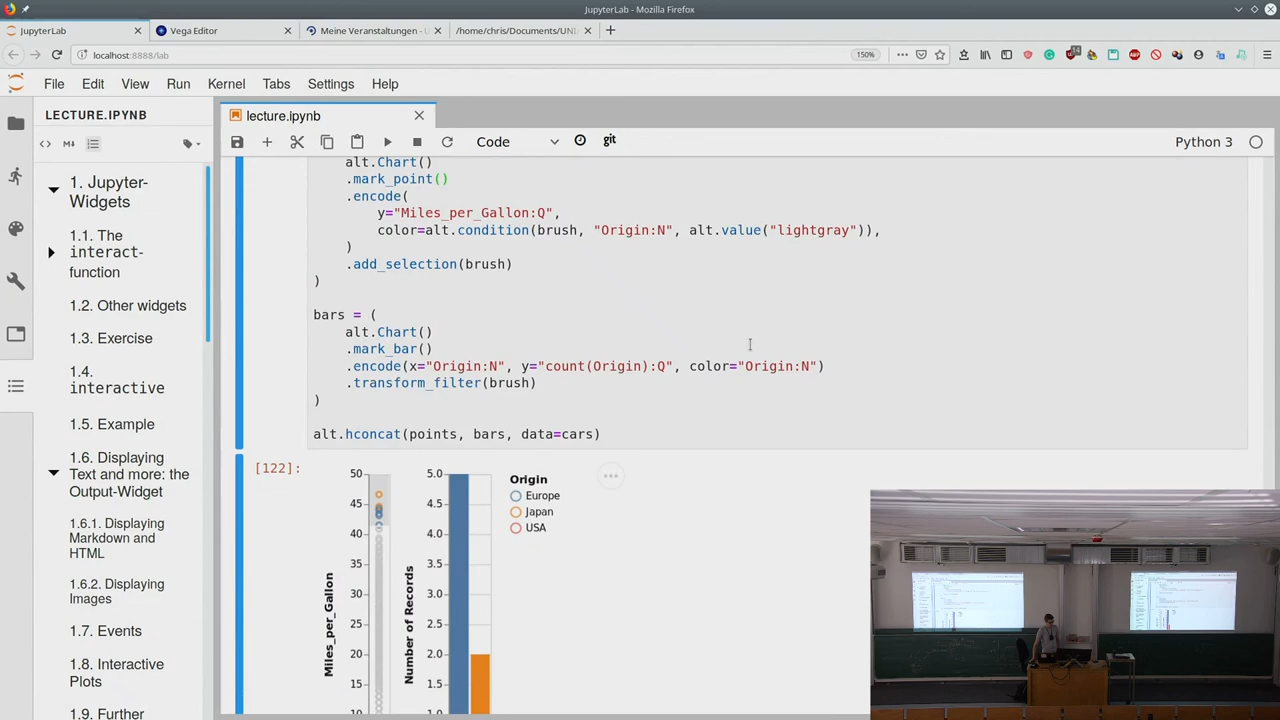 JupyterLab - Mozilla Firefox
JupyterLab
Vega Editor
Meine Veranstaltungen - U
/home/chris/Documents/UNI
localhost:8888/lab
150%
14
ABP
File Edit View Run Kernel Tabs Settings Help
LECTURE.IPYNB
lecture.ipynb
Code
git
Python 3
1. Jupyter-
Widgets
1.1. The
interact-
function
1.2. Other widgets
1.3. Exercise
1.4.
interactive
1.5. Example
1.6. Displaying
Text and more: the
Output-Widget
1.6.1. Displaying
Markdown and
HTML
1.6.2. Displaying
Images
1.7. Events
1.8. Interactive
Plots
1.9. Further
alt.Chart()
.mark_point()
.encode(
y="Miles_per_Gallon:Q",
color=alt.condition(brush, "Origin:N", alt.value("lightgray")),
)
.add_selection(brush)
)
bars = (
alt.Chart()
.mark_bar()
.encode(x="Origin:N", y="count(Origin):Q", color="Origin:N")
.transform_filter(brush)
)
alt.hconcat(points, bars, data=cars)
[122]:
50
45
40
35
30
25
20
15
10
Miles_per_Gallon
5.0
4.5
4.0
3.5
3.0
2.5
2.0
1.5
1.0
Number of Records
Origin
Europe
Japan
USA